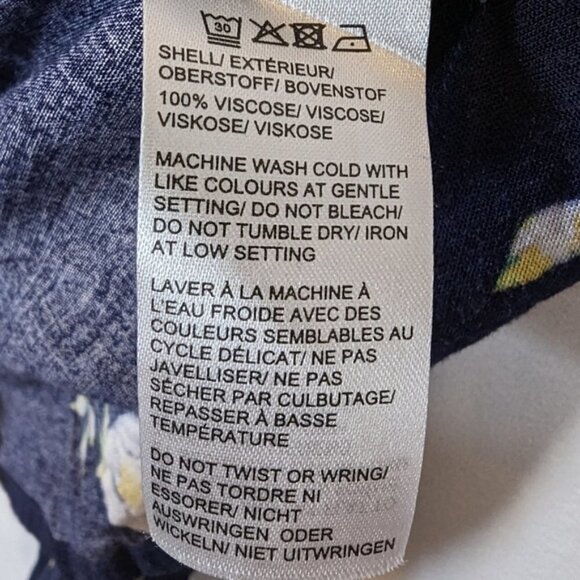 30
SHELL/ EXTÉRIEUR/
OBERSTOFF/ BOVENSTOF
100% VISCOSE/ VISCOSE/
VISKOSE/ VISKOSE
MACHINE WASH COLD WITH
LIKE COLOURS AT GENTLE
SETTING/ DO NOT BLEACH/
DO NOT TUMBLE DRY/ IRON
AT LOW SETTING
LAVER À LA MACHINE À
L'EAU FROIDE AVEC DES
COULEURS SEMBLABLES AU
CYCLE DÉLICAT/ NE PAS
JAVELLISER/ NE PAS
SÉCHER PAR CULBUTAGE/
REPASSER À BASSE
TEMPÉRATURE
DO NOT TWIST OR WRING/
NE PAS TORDRE NI
ESSORER/ NICHT
AUSWRINGEN ODER
WICKELN/ NIET UITWRINGEN